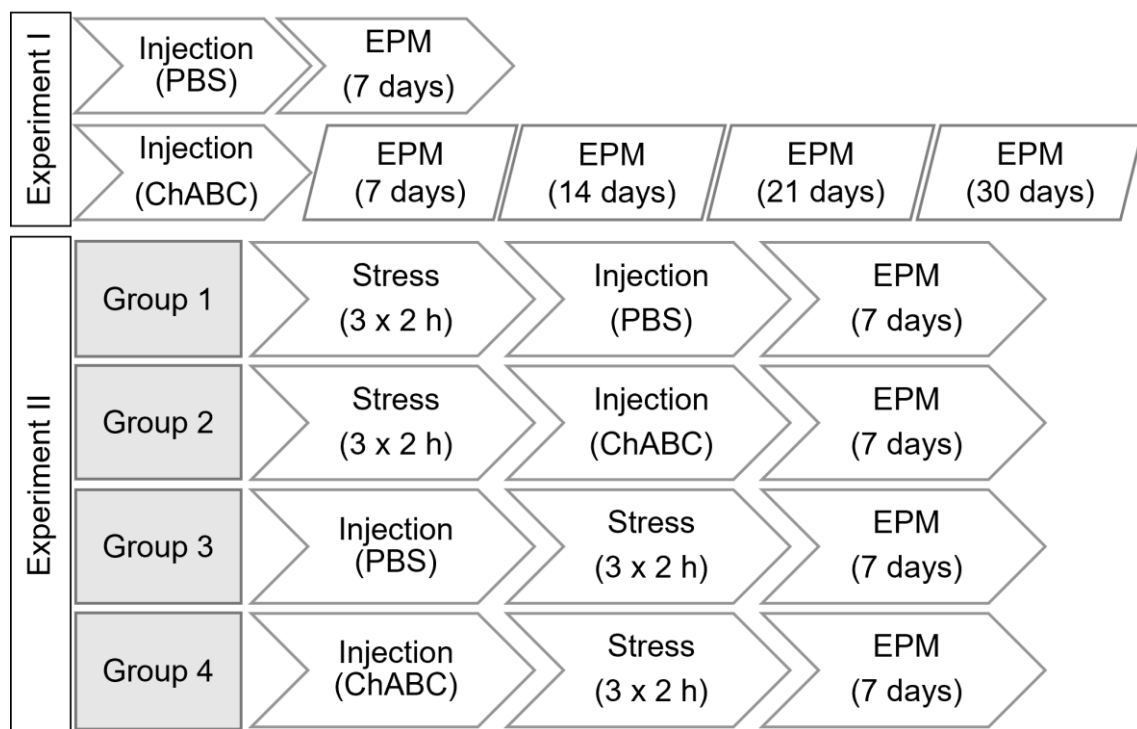 Experiment I
Injection
(PBS)
EPM
(7 days)
Injection
(ChABC)
EPM
(7 days)
EPM
(14 days)
EPM
(21 days)
EPM
(30 days)
Experiment II
Group 1
Stress
(3 x 2 h)
Injection
(PBS)
EPM
(7 days)
Group 2
Stress
(3 x 2 h)
Injection
(ChABC)
EPM
(7 days)
Group 3
Injection
(PBS)
Stress
(3 x 2 h)
EPM
(7 days)
Group 4
Injection
(ChABC)
Stress
(3 x 2 h)
EPM
(7 days)